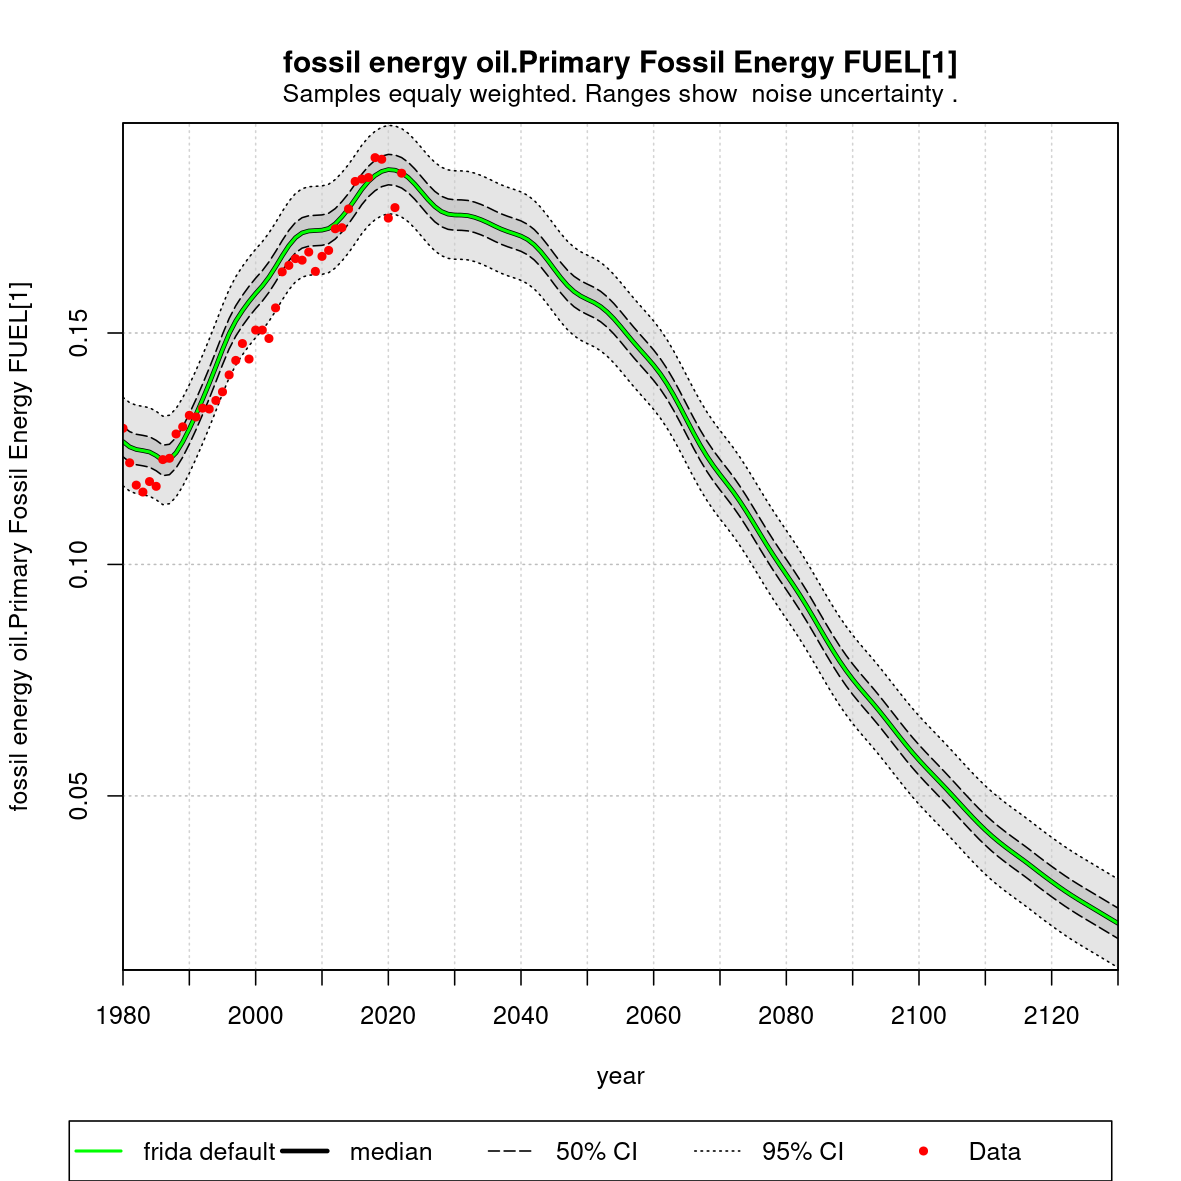 fossil energy oil.Primary Fossil Energy FUEL[1]
Samples equaly weighted. Ranges show  noise uncertainty .
fossil energy oil.Primary Fossil Energy FUEL[1]
0.15
0.10
0.05
1980 2000 2020 2040 2060 2080 2100 2120
year
frida default median 50% CI 95% CI Data